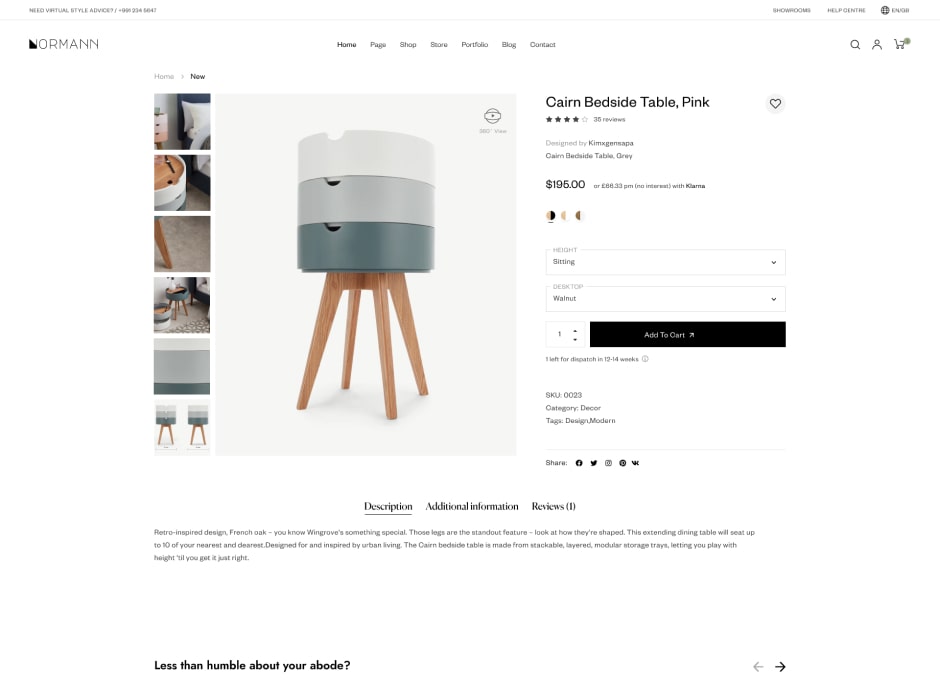 NEED VIRTUAL STYLE ADVICE? / +991 234 5647
SHOWROOMS HELP CENTRE EN/GB
NORMANN
Home Page Shop Store Portfolio Blog Contact
Home > New
Cairn Bedside Table, Pink
35 reviews
360° View
Designed by Kimxgensapa
Cairn Bedside Table, Grey
$195.00 or £66.33 pm (no interest) with Klarna
HEIGHT
Sitting
DESKTOP
Walnut
1 Add To Cart
1 left for dispatch in 12-14 weeks
SKU: 0023
Category: Decor
Tags: Design,Modern
Share:
Description Additional information Reviews (1)
Retro-inspired design, French oak – you know Wingrove's something special. Those legs are the standout feature – look at how they're shaped. This extending dining table will seat up
to 10 of your nearest and dearest.Designed for and inspired by urban living. The Cairn bedside table is made from stackable, layered, modular storage trays, letting you play with
height 'til you get it just right.
Less than humble about your abode?